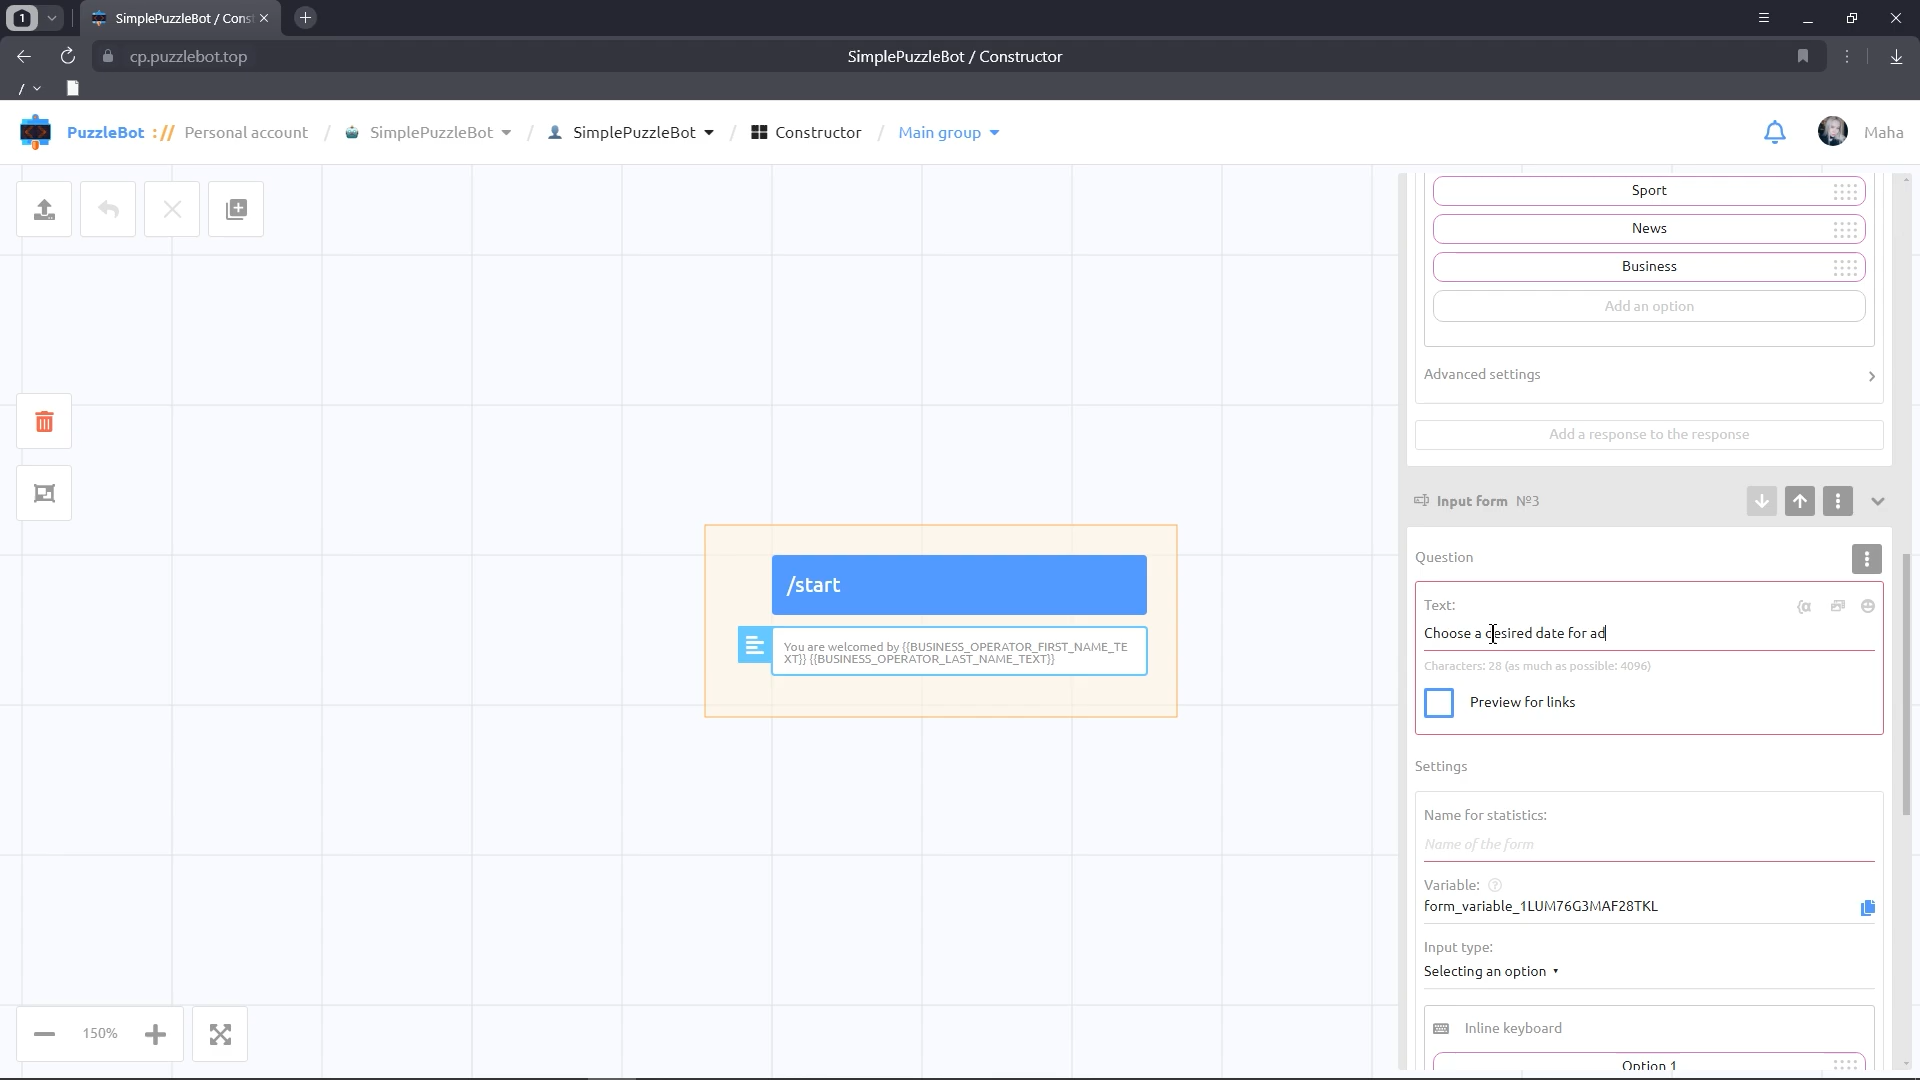 1
SimplePuzzleBot / Cons
cp.puzzlebot.top
SimplePuzzleBot / Constructor
/
PuzzleBot :// Personal account / SimplePuzzleBot / SimplePuzzleBot / Constructor / Main group
Maha
Sport
News
Business
Add an option
Advanced settings
Add a response to the response
Input form №3
Question
Text:
{α
Choose a desired date for ad
Characters: 28 (as much as possible: 4096)
Preview for links
Settings
Name for statistics:
Name of the form
Variable: ?
form_variable_1LUM76G3MAF28TKL
Input type:
Selecting an option
Inline keyboard
Option 1
/start
You are welcomed by {{BUSINESS_OPERATOR_FIRST_NAME_TE
XT}} {{BUSINESS_OPERATOR_LAST_NAME_TEXT}}
150%